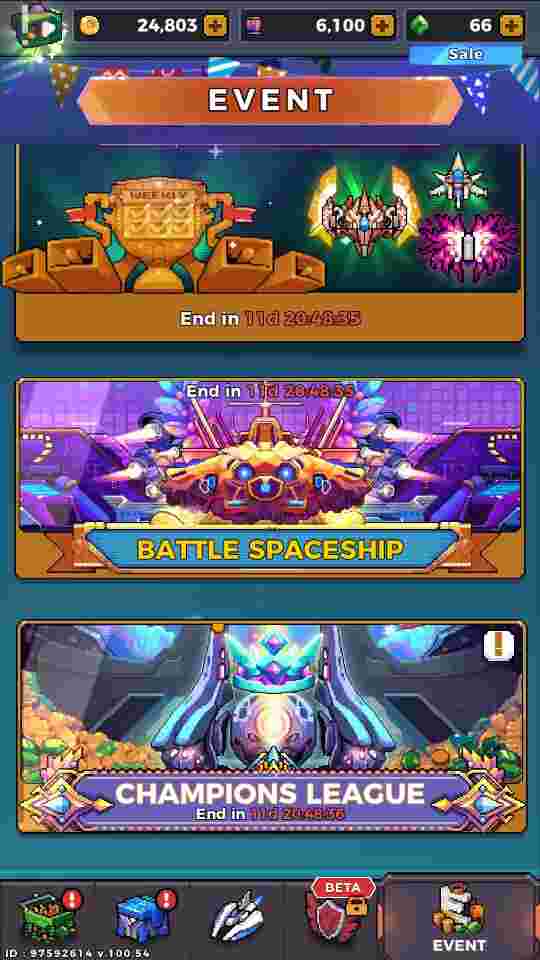 24,803
6,100
66
Sale
EVENT
WEEKLY
End in 11d 20:48:35
End in 11d 20:48:35
BATTLE SPACESHIP
CHAMPIONS LEAGUE
End in 11d 20:48:36
BETA
EVENT
ID : 97592614 v.100.54